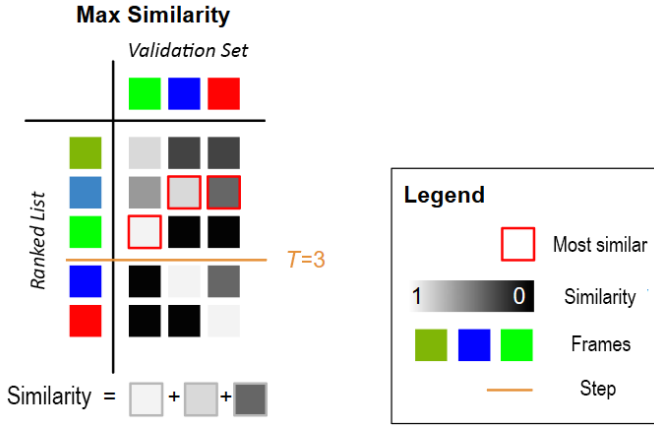 Max Similarity
Validation Set
Ranked List
T=3
Similarity = + +
Legend
Most similar
1 0 Similarity
Frames
Step